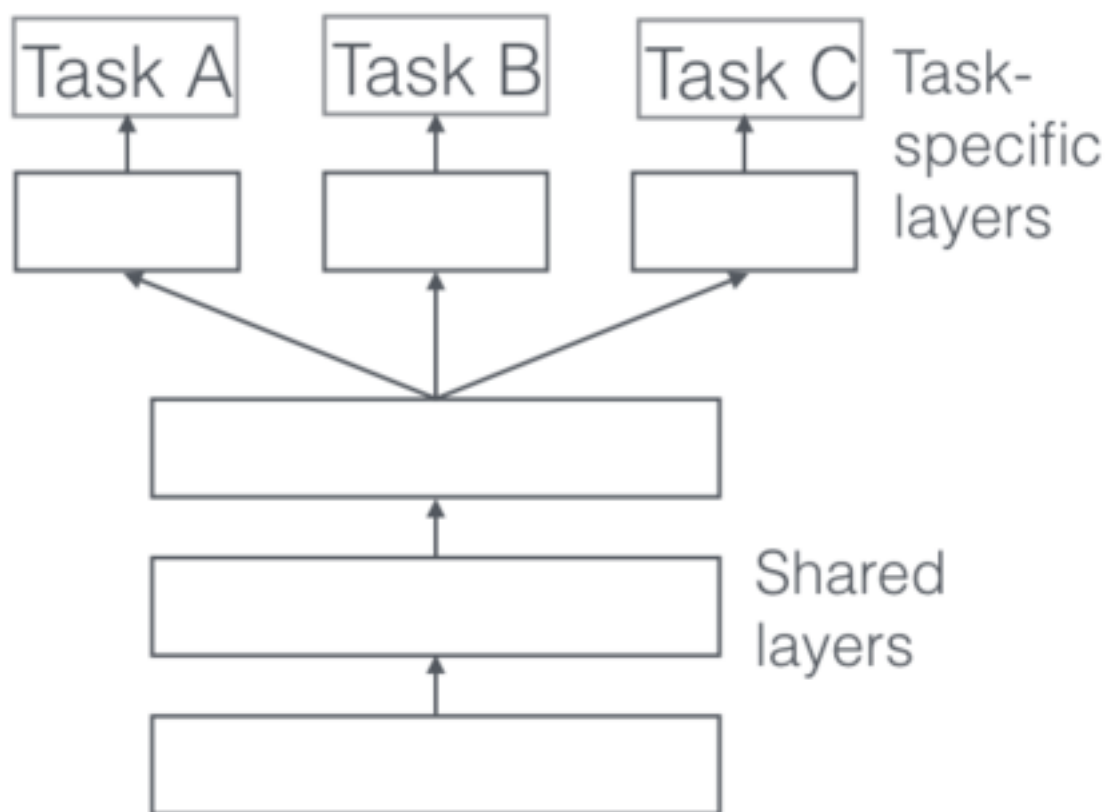 Task A
Task B
Task C
Task-
specific
layers
Shared
layers